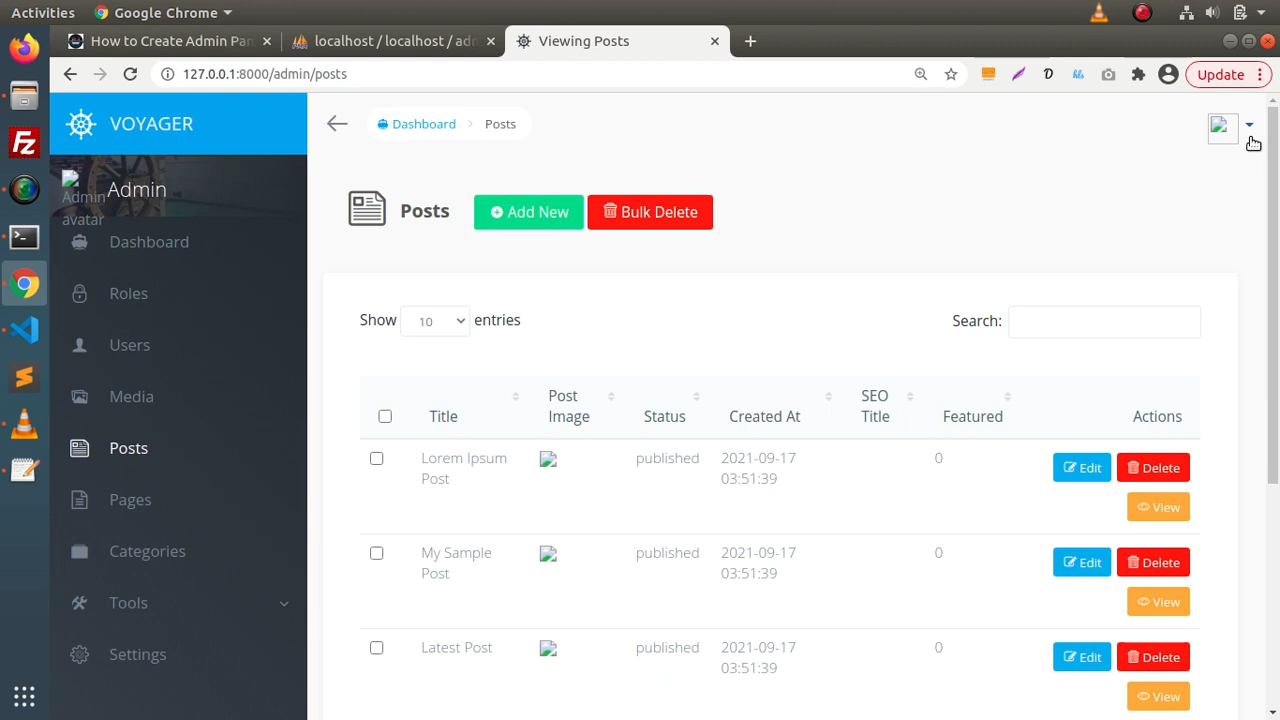 Activities
Google Chrome
How to Create Admin Pan
localhost / localhost / adm
Viewing Posts
127.0.0.1:8000/admin/posts
Update
VOYAGER
Dashboard
Posts
Admin
avatar
Admin
Posts
Add New
Bulk Delete
Dashboard
Roles
Users
Media
Posts
Pages
Categories
Tools
Settings
Show 10 entries
Search:
Title
Post Image
Status
Created At
SEO Title
Featured
Actions
Lorem Ipsum Post
published
2021-09-17 03:51:39
0
Edit
Delete
View
My Sample Post
published
2021-09-17 03:51:39
0
Edit
Delete
View
Latest Post
published
2021-09-17 03:51:39
0
Edit
Delete
View